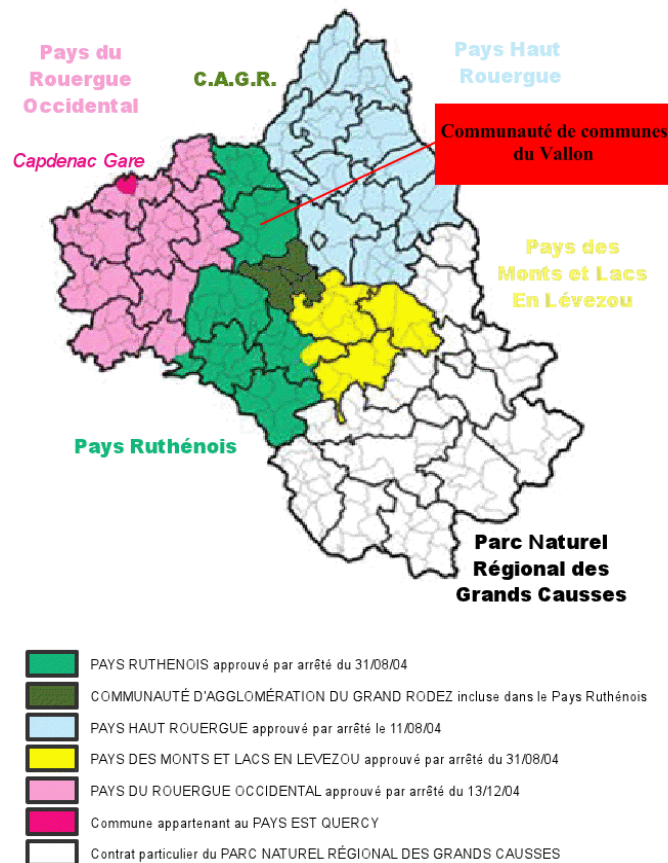 Pays du
Rouergue
Occidental
C.A.G.R.
Pays Haut
Rouergue
Communauté de communes
du Vallon
Capdenac Gare
Pays des
Monts et Lacs
En Lévezou
Pays Ruthénois
Parc Naturel
Régional des
Grands Causses
PAYS RUTHENOIS approuvé par arrêté du 31/08/04
COMMUNAUTÉ D'AGGLOMÉRATION DU GRAND RODEZ incluse dans le Pays Ruthénois
PAYS HAUT ROUERGUE approuvé par arrêté le 11/08/04
PAYS DES MONTS ET LACS EN LEVEZOU approuvé par arrêté du 31/08/04
PAYS DU ROUERGUE OCCIDENTAL approuvé par arrêté du 13/12/04
Commune appartenant au PAYS EST QUERCY
Contrat particulier du PARC NATUREL RÉGIONAL DES GRANDS CAUSSES